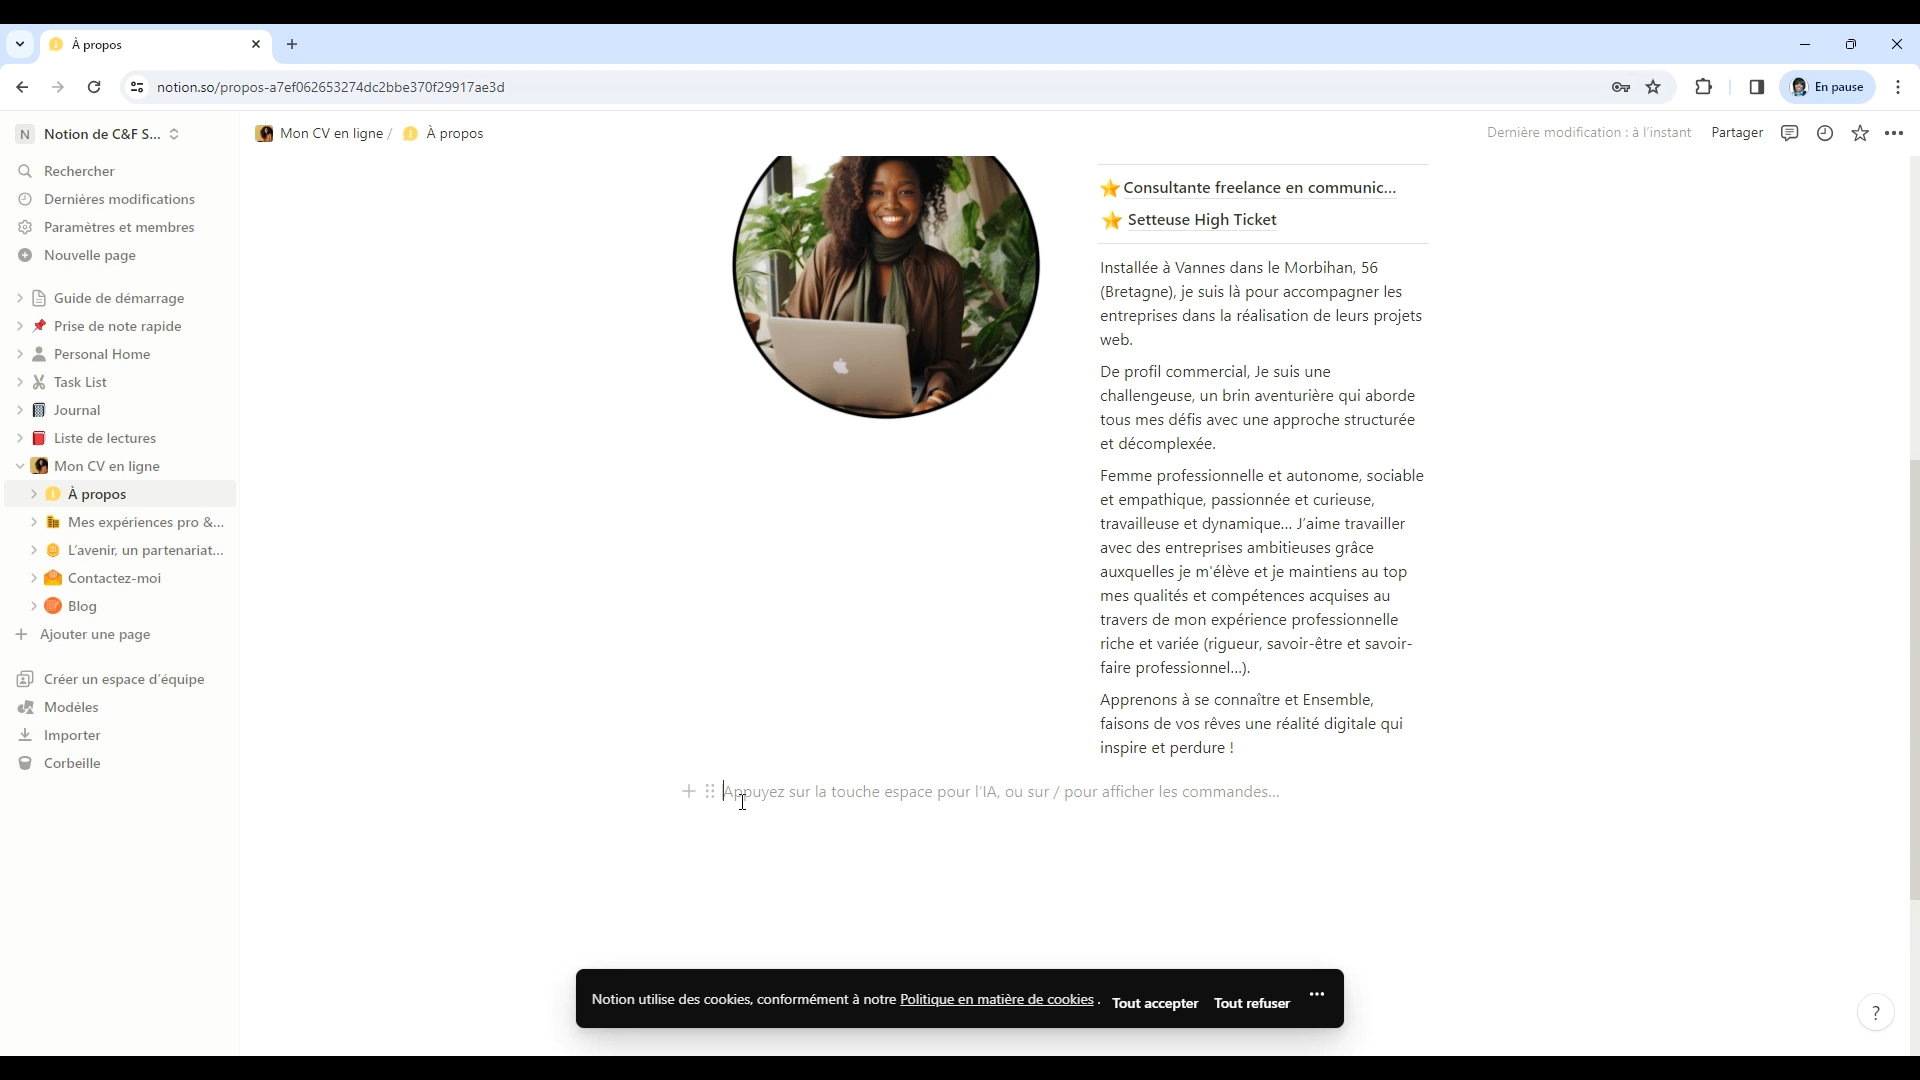 À propos
notion.so/propos-a7ef062653274dc2bbe370f29917ae3d
En pause
N Notion de C&F S...
Mon CV en ligne / À propos
Dernière modification : à l'instant
Partager
Rechercher
Dernières modifications
Paramètres et membres
Nouvelle page
Guide de démarrage
Prise de note rapide
Personal Home
Task List
Journal
Liste de lectures
Mon CV en ligne
À propos
Mes expériences pro &...
L'avenir, un partenariat...
Contactez-moi
Blog
Ajouter une page
Créer un espace d'équipe
Modèles
Importer
Corbeille
Consultante freelance en communic...
Setteuse High Ticket
Installée à Vannes dans le Morbihan, 56
(Bretagne), je suis là pour accompagner les
entreprises dans la réalisation de leurs projets
web.
De profil commercial, Je suis une
challengeuse, un brin aventurière qui aborde
tous mes défis avec une approche structurée
et décomplexée.
Femme professionnelle et autonome, sociable
et empathique, passionnée et curieuse,
travailleuse et dynamique... J'aime travailler
avec des entreprises ambitieuses grâce
auxquelles je m'élève et je maintiens au top
mes qualités et compétences acquises au
travers de mon expérience professionnelle
riche et variée (rigueur, savoir-être et savoir-
faire professionnel...).
Apprenons à se connaître et Ensemble,
faisons de vos rêves une réalité digitale qui
inspire et perdure !
Appuyez sur la touche espace pour l'IA, ou sur / pour afficher les commandes...
Notion utilise des cookies, conformément à notre Politique en matière de cookies . Tout accepter Tout refuser
?